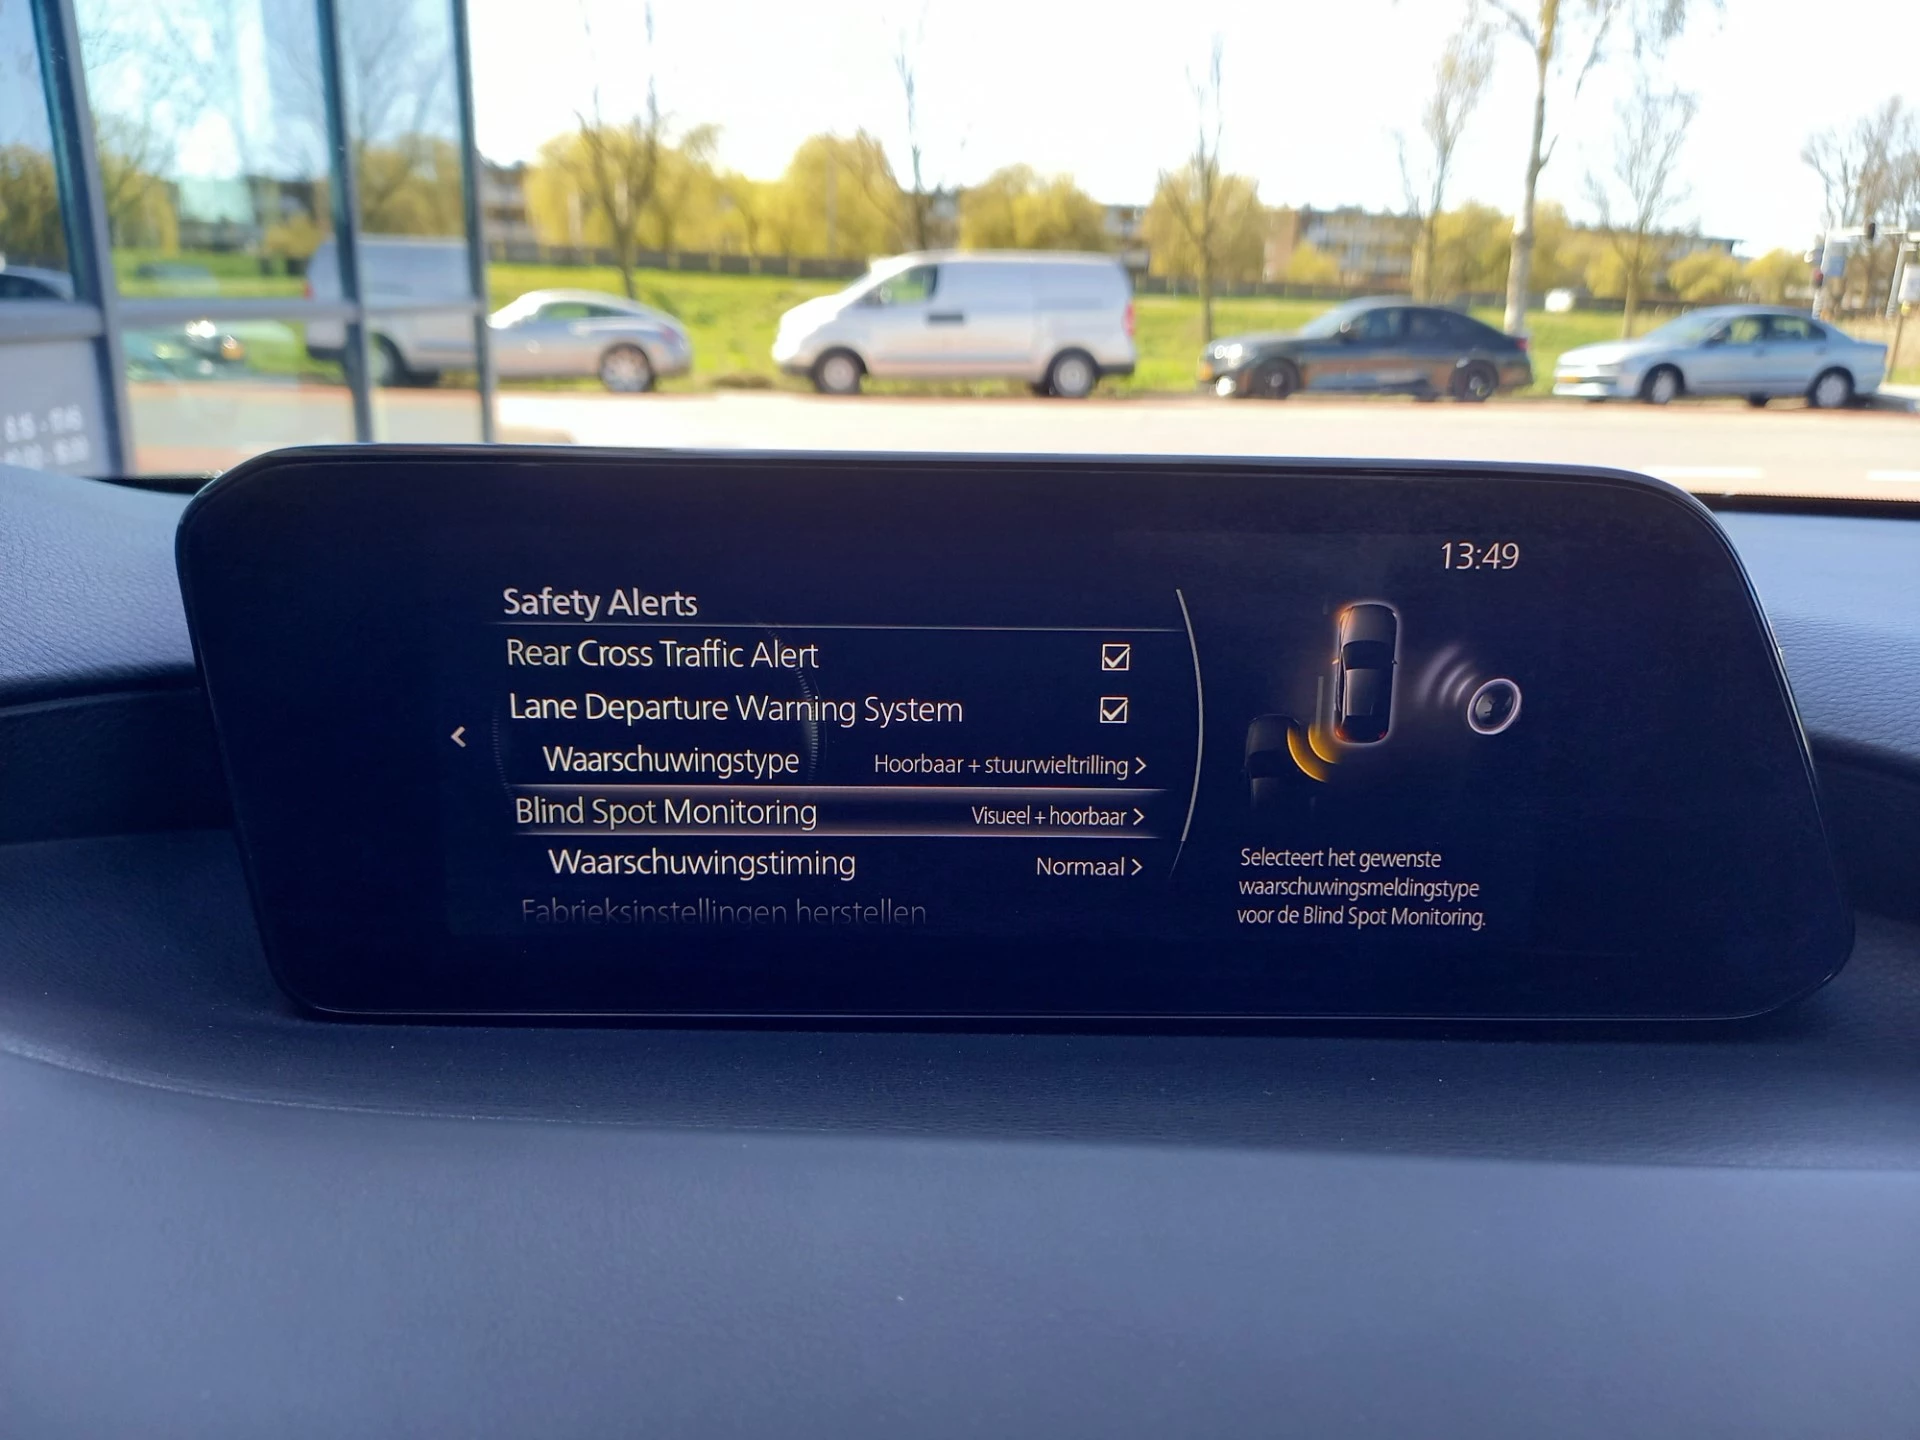 13:49
Safety Alerts
Rear Cross Traffic Alert
Lane Departure Warning System
Waarschuwingstype Hoorbaar + stuurwieltrilling >
Blind Spot Monitoring Visueel + hoorbaar >
Waarschuwingstiming Normaal >
Fabrieksinstellingen herstellen
Selecteert het gewenste
waarschuwingsmeldingstype
voor de Blind Spot Monitoring.